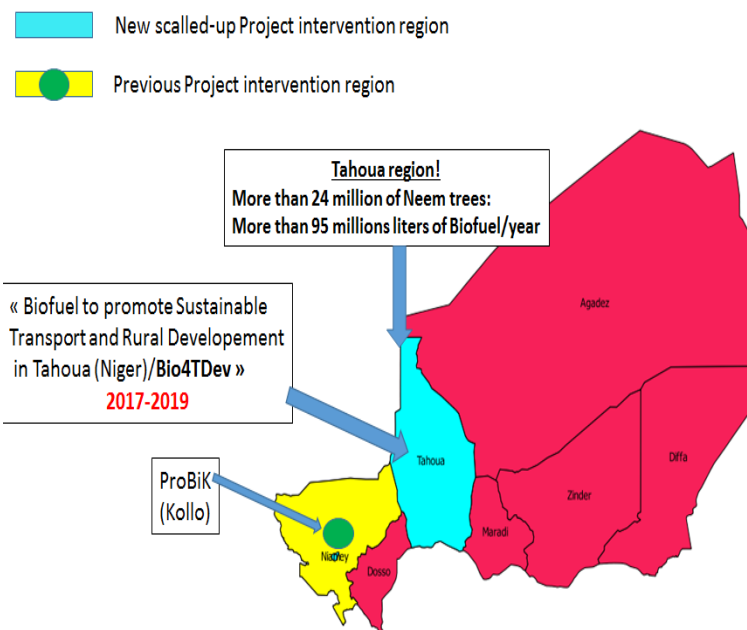 New scalled-up Project intervention region
Previous Project intervention region
Tahoua region!
More than 24 million of Neem trees:
More than 95 millions liters of Biofuel/year
« Biofuel to promote Sustainable
Transport and Rural Developement
in Tahoua (Niger)/Bio4TDev »
2017-2019
ProBiK
(Kollo)
Agadez
Tahoua
Diffa
Zinder
Maradi
Niamey
Dosso